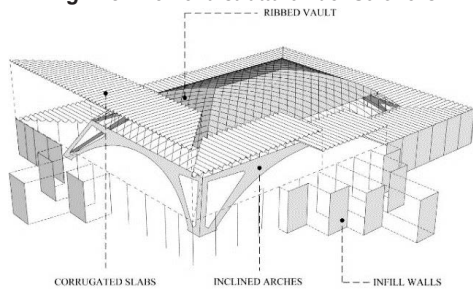 RIBBED VAULT
CORRUGATED SLABS
INCLINED ARCHES
INFILL WALLS